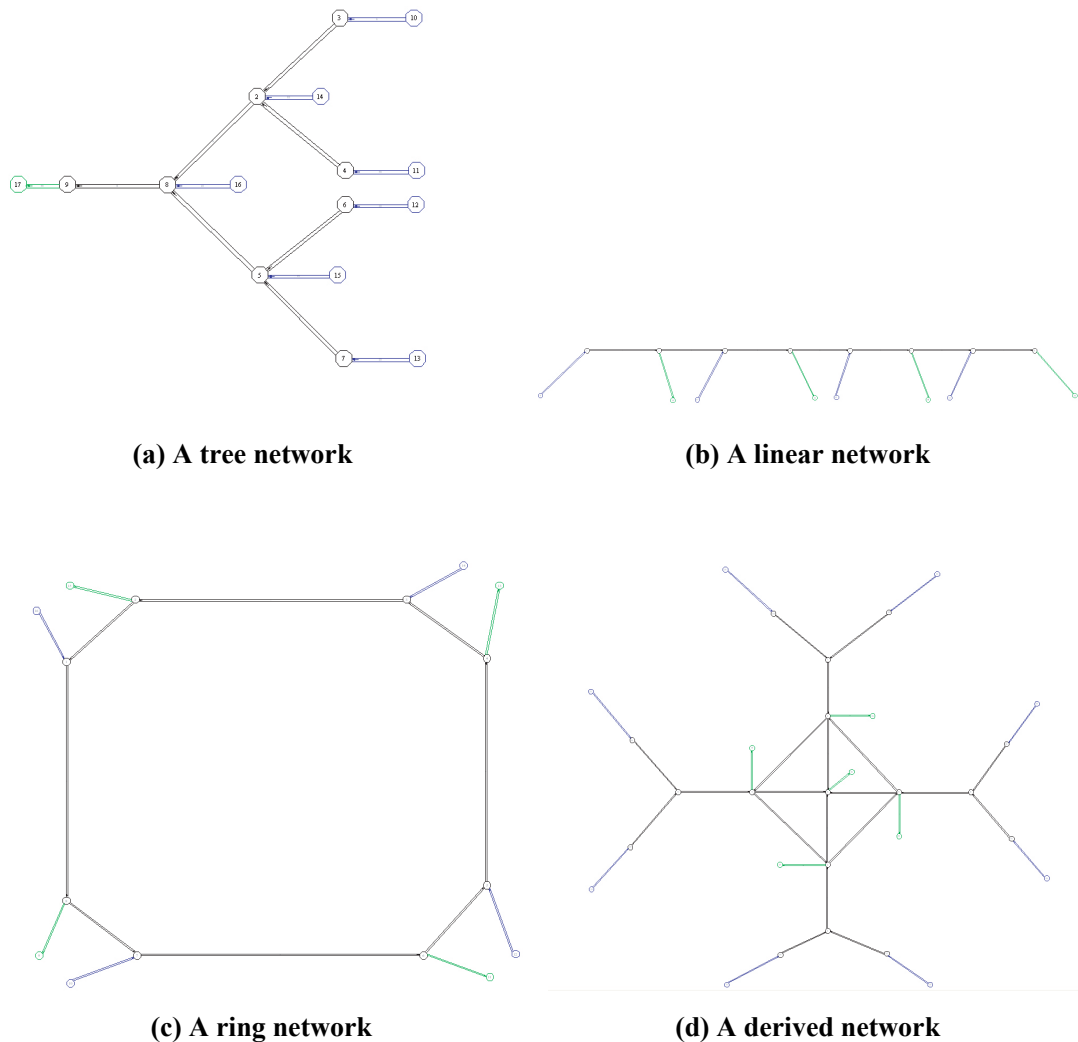 3 10
2 14
4 11
17 9 8 16
6 12
5 15
7 13
(a) A tree network
(b) A linear network
(c) A ring network
(d) A derived network